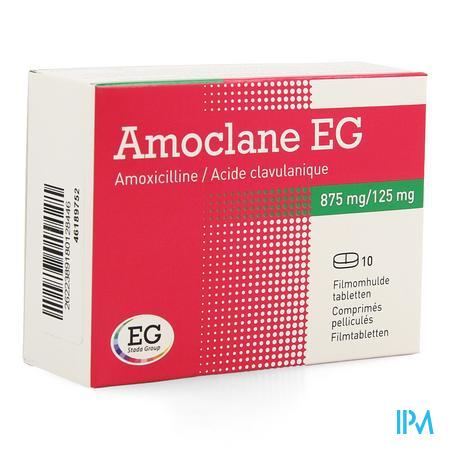 Amoclane EG
Amoxicilline / Acide clavulanique
875 mg/125 mg
10
Filmomhulde
tabletten
Comprimés
pelliculés
Filmtabletten
EG
Stada Group
46189752
IPM